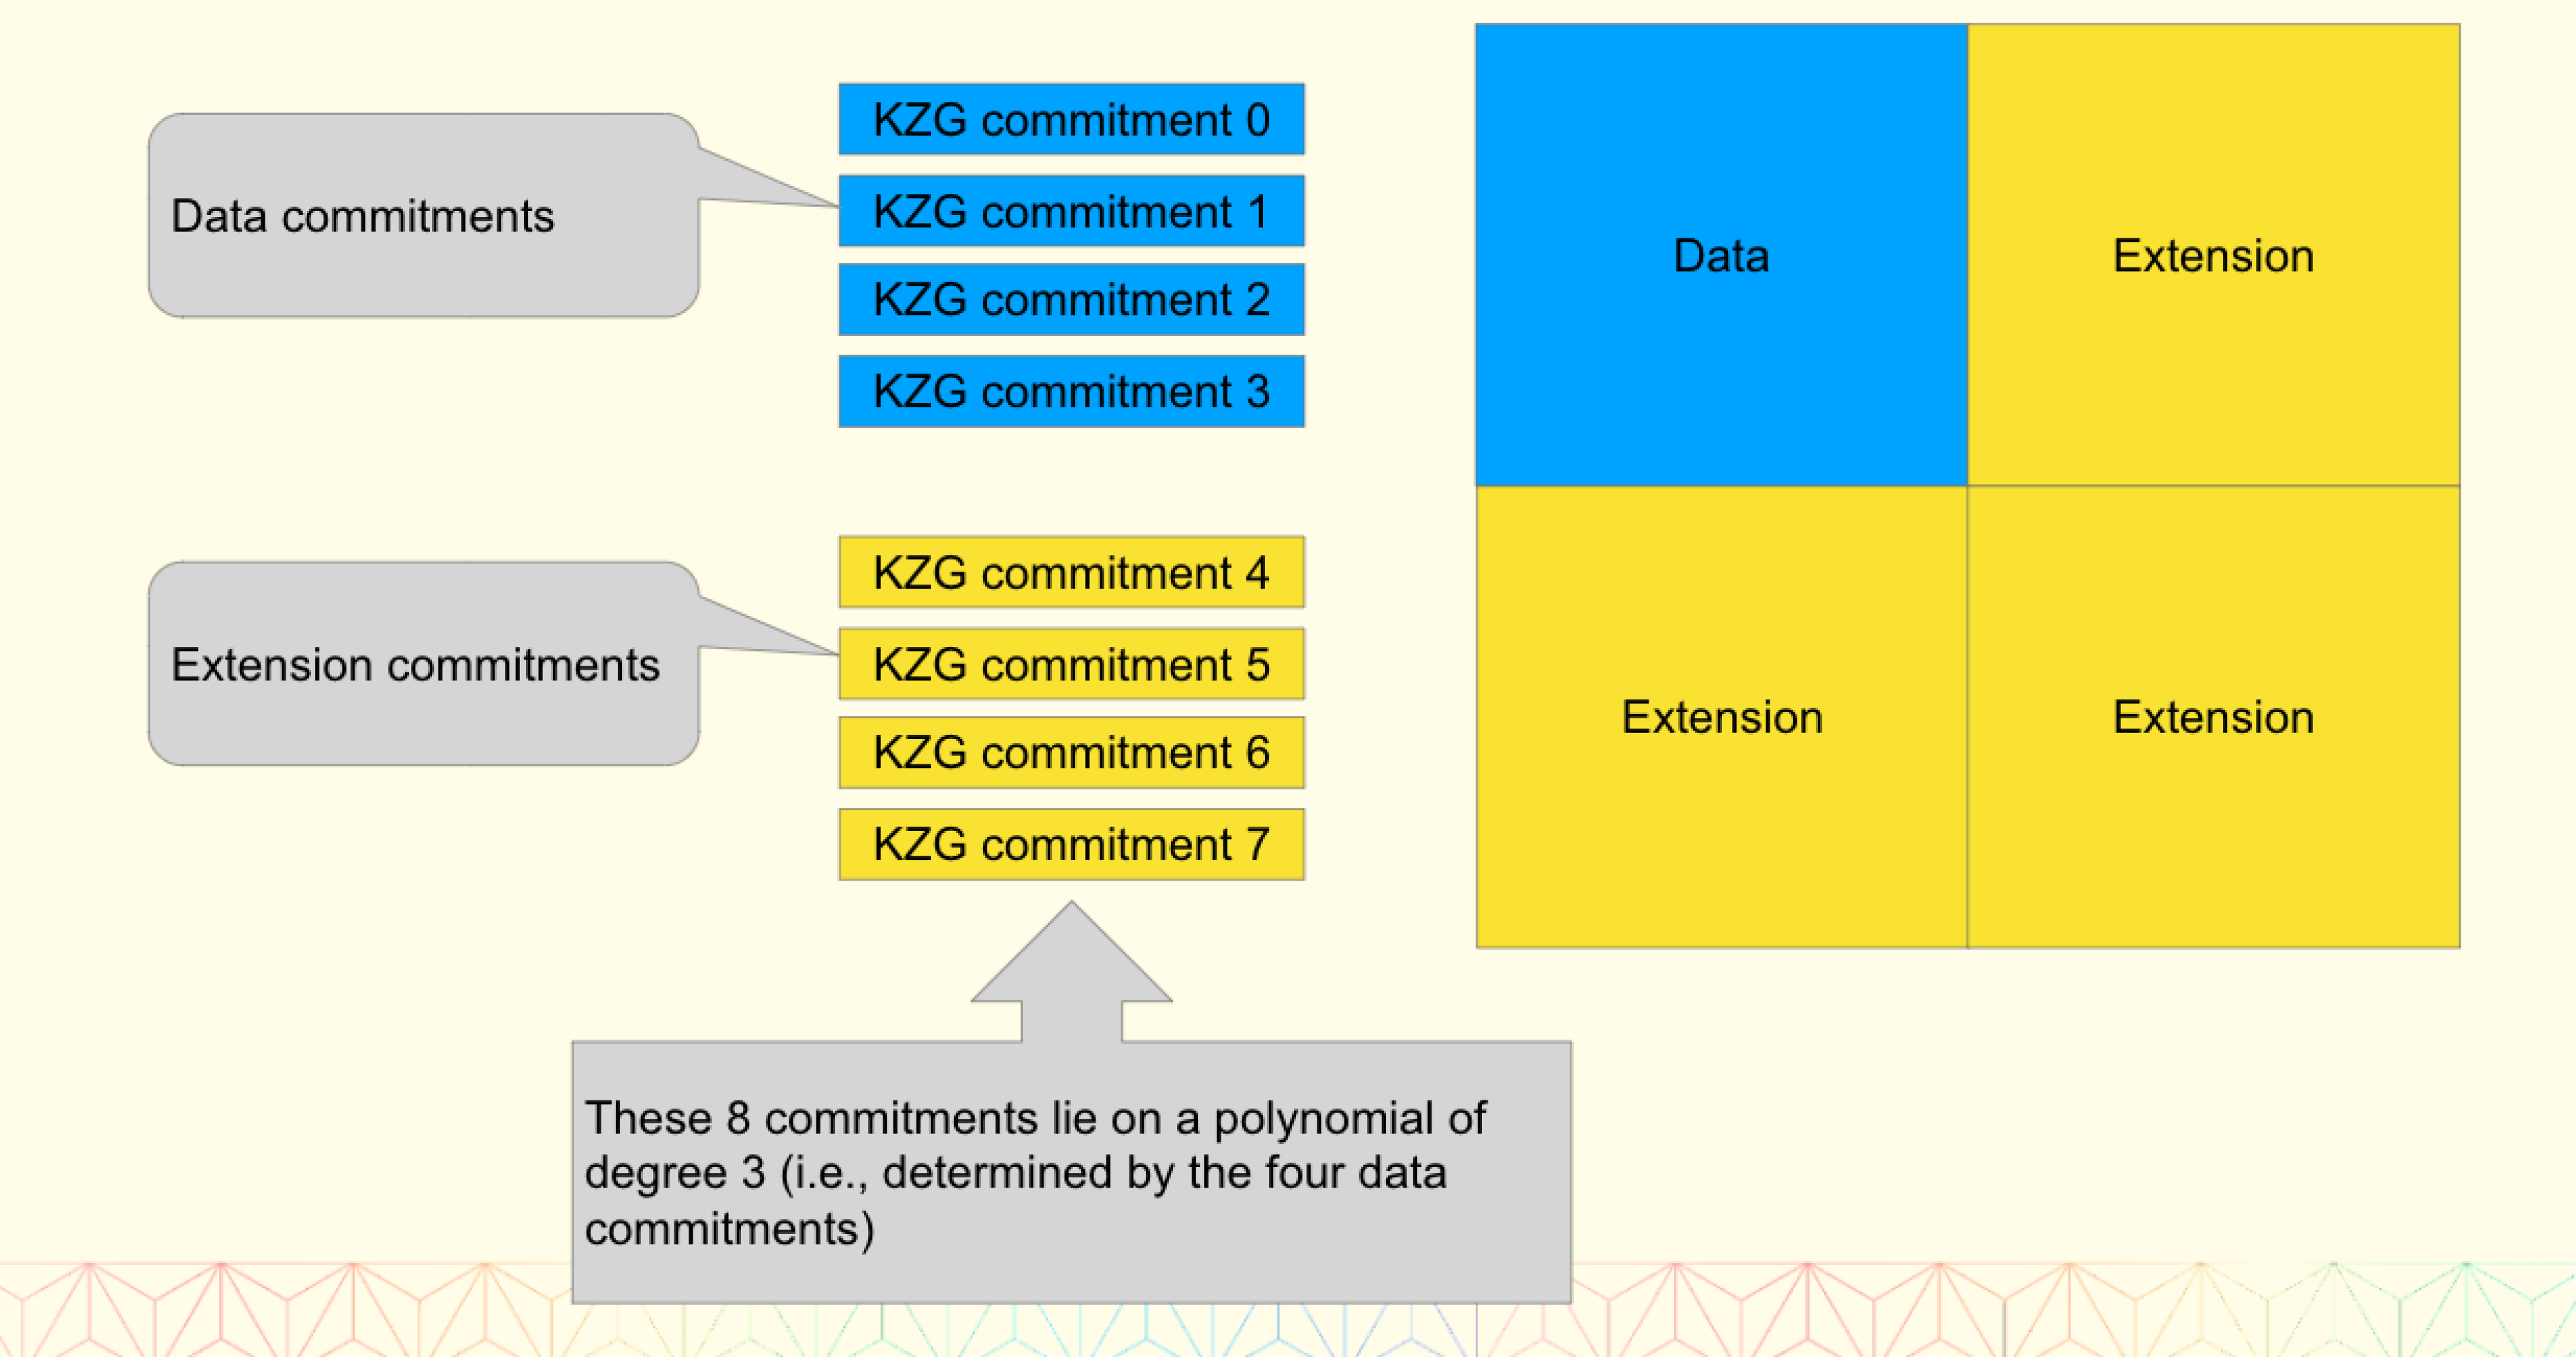 Data commitments
KZG commitment 0
KZG commitment 1
KZG commitment 2
KZG commitment 3
Extension commitments
KZG commitment 4
KZG commitment 5
KZG commitment 6
KZG commitment 7
These 8 commitments lie on a polynomial of
degree 3 (i.e., determined by the four data
commitments)
Data
Extension
Extension
Extension